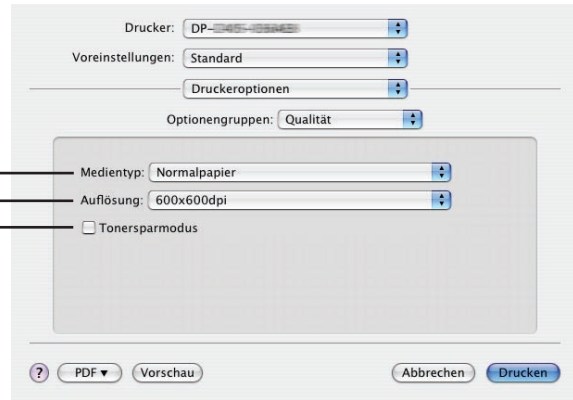 Drucker: DP-
Voreinstellungen: Standard
Druckeroptionen
Optionengruppen: Qualität
Medientyp: Normalpapier
Auflösung: 600x600dpi
Tonersparmodus
? PDF ▼ Vorschau Abbrechen Drucken